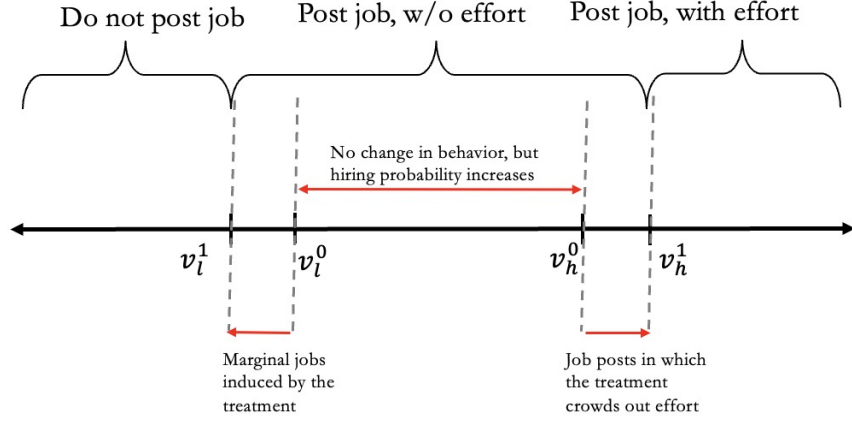 Do not post job
Post job, w/o effort
Post job, with effort
No change in behavior, but
hiring probability increases
v_l^1
v_l^0
v_h^0
v_h^1
Marginal jobs
induced by the
treatment
Job posts in which
the treatment
crowds out effort